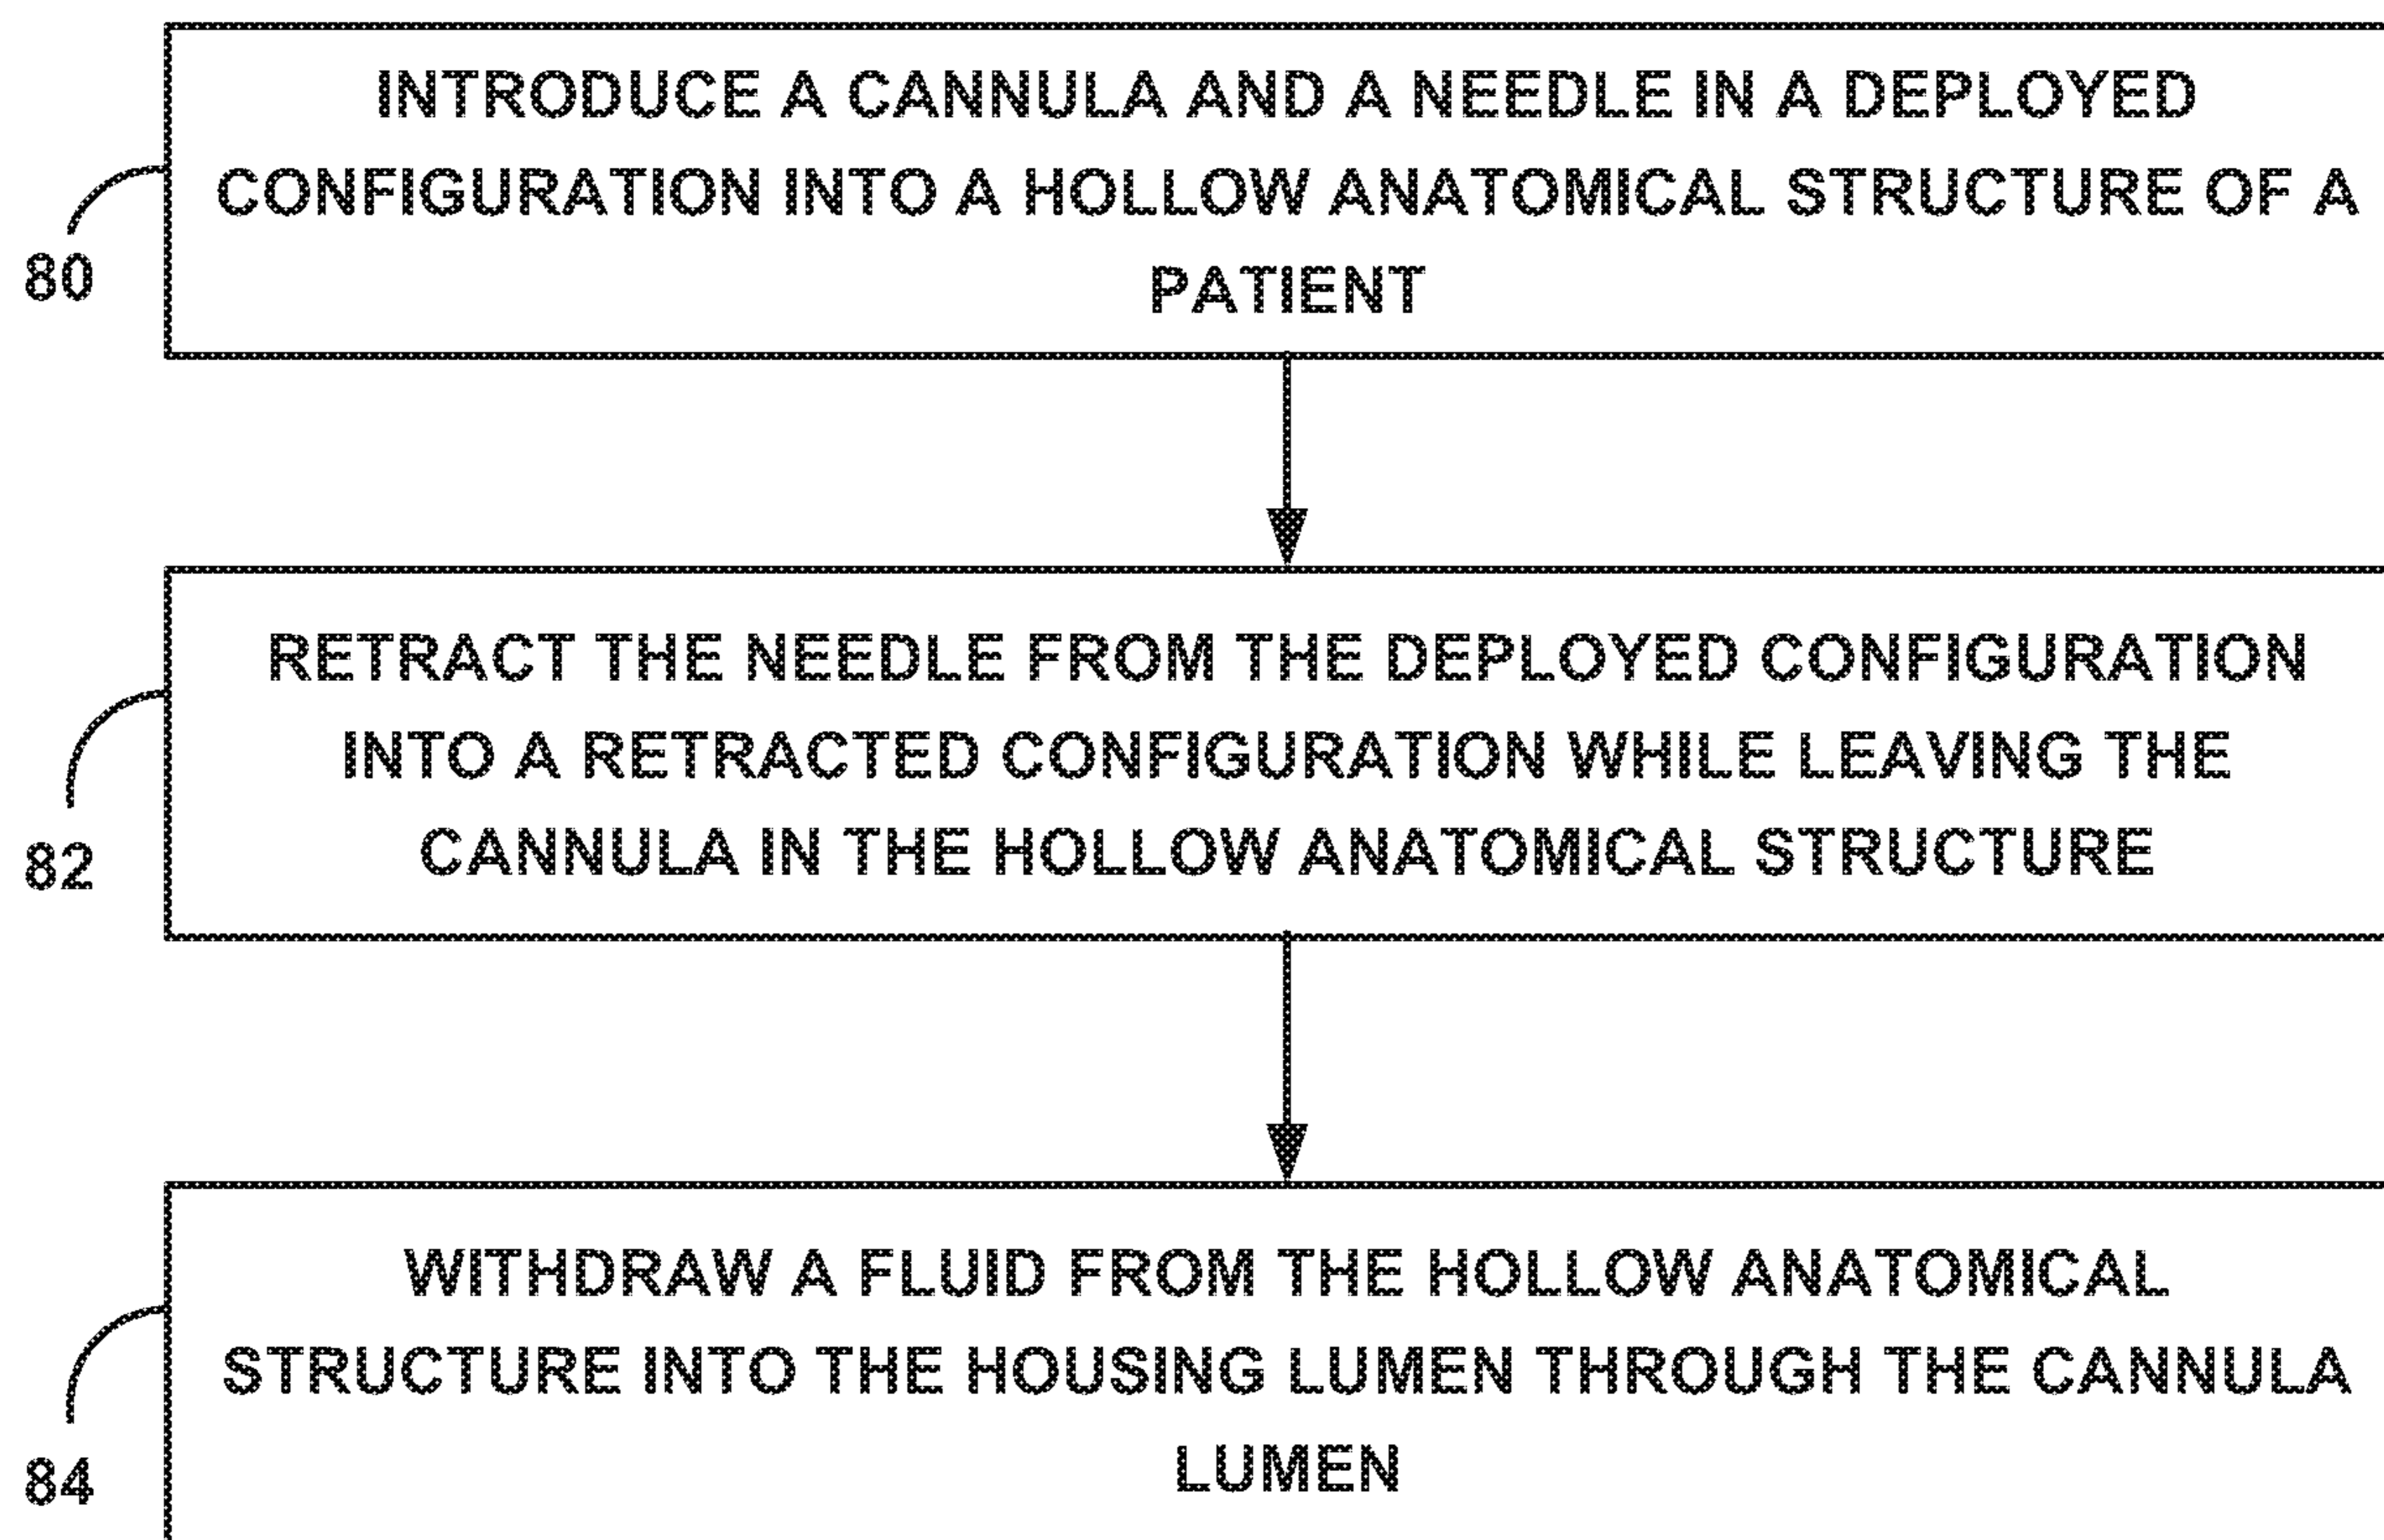 INTRODUCE A CANNULA AND A NEEDLE IN A DEPLOYED
CONFIGURATION INTO A HOLLOW ANATOMICAL STRUCTURE OF A
PATIENT
80
RETRACT THE NEEDLE FROM THE DEPLOYED CONFIGURATION
INTO A RETRACTED CONFIGURATION WHILE LEAVING THE
CANNULA IN THE HOLLOW ANATOMICAL STRUCTURE
82
WITHDRAW A FLUID FROM THE HOLLOW ANATOMICAL
STRUCTURE INTO THE HOUSING LUMEN THROUGH THE CANNULA
LUMEN
84